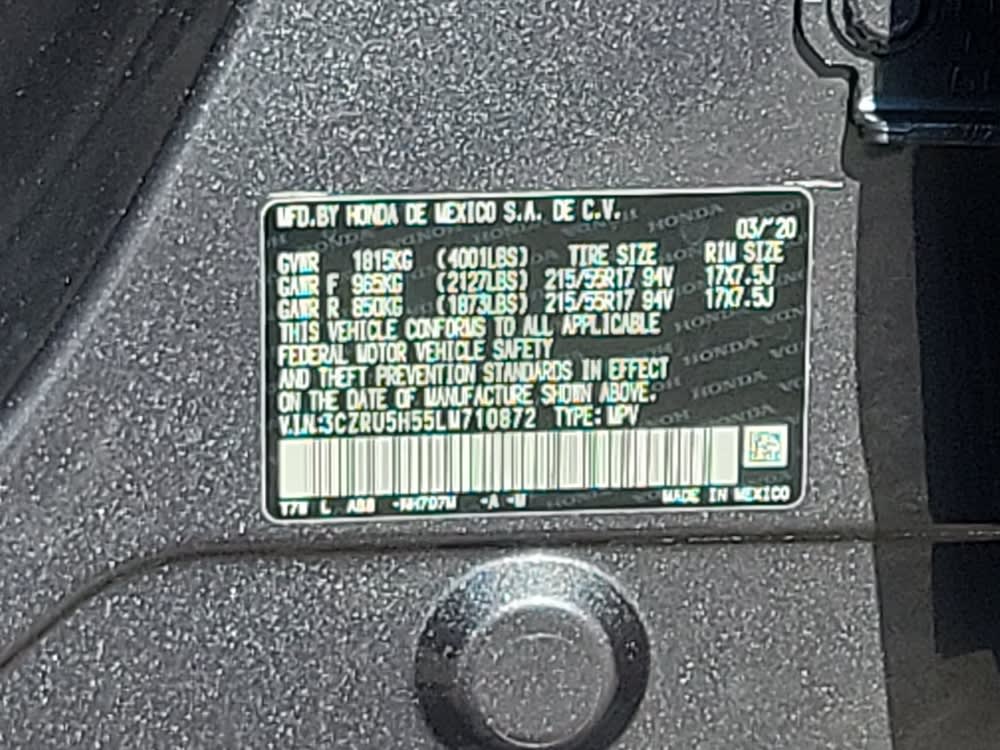 MFD.BY HONDA DE MEXICO S.A. DE C.V.
03/'20
GVWR 1815KG (4001LBS) TIRE SIZE RIM SIZE
GAWR F 965KG (2127LBS) 215/55R17 94V 17X7.5J
GAWR R 850KG (1873LBS) 215/55R17 94V 17X7.5J
THIS VEHICLE CONFORMS TO ALL APPLICABLE
FEDERAL MOTOR VEHICLE SAFETY
AND THEFT PREVENTION STANDARDS IN EFFECT
ON THE DATE OF MANUFACTURE SHOWN ABOVE.
V.I.N:3CZRU5H55LM710872 TYPE: MPV
L -A -M MADE IN MEXICO